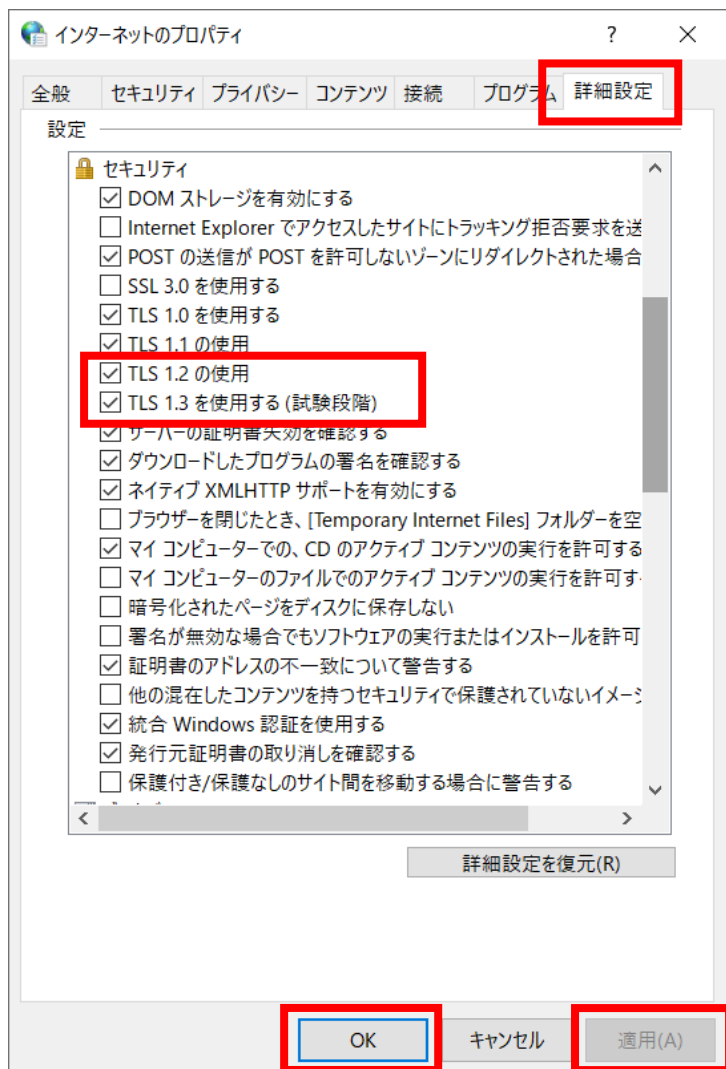 インターネットのプロパティ
全般 セキュリティ プライバシー コンテンツ 接続 プログラム 詳細設定
設定
セキュリティ
DOM ストレージを有効にする
Internet Explorer でアクセスしたサイトにトラッキング拒否要求を送
POST の送信が POST を許可しないゾーンにリダイレクトされた場合
SSL 3.0 を使用する
TLS 1.0 を使用する
TLS 1.1 の使用
TLS 1.2 の使用
TLS 1.3 を使用する (試験段階)
サーバーの証明書失効を確認する
ダウンロードしたプログラムの署名を確認する
ネイティブ XMLHTTP サポートを有効にする
ブラウザーを閉じたとき、[Temporary Internet Files] フォルダーを空
マイ コンピューターでの、CD のアクティブ コンテンツの実行を許可する
マイ コンピューターのファイルでのアクティブ コンテンツの実行を許可す
暗号化されたページをディスクに保存しない
署名が無効な場合でもソフトウェアの実行またはインストールを許可
証明書のアドレスの不一致について警告する
他の混在したコンテンツを持つセキュリティで保護されていないイメージ
統合 Windows 認証を使用する
発行元証明書の取り消しを確認する
保護付き/保護なしのサイト間を移動する場合に警告する
詳細設定を復元(R)
OK キャンセル 適用(A)